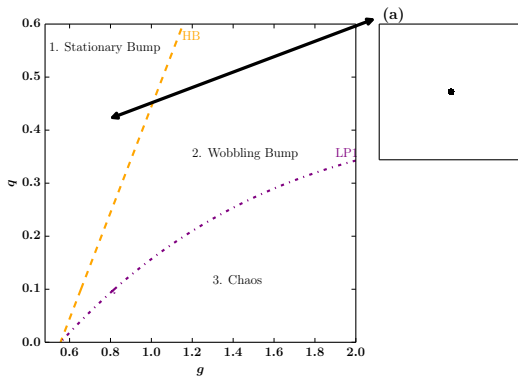 (a)
0.6
HB
1. Stationary Bump
0.5
0.4
q
2. Wobbling Bump
LP1
0.3
0.2
3. Chaos
0.1
0.0
0.6 0.8 1.0 1.2 1.4 1.6 1.8 2.0
g